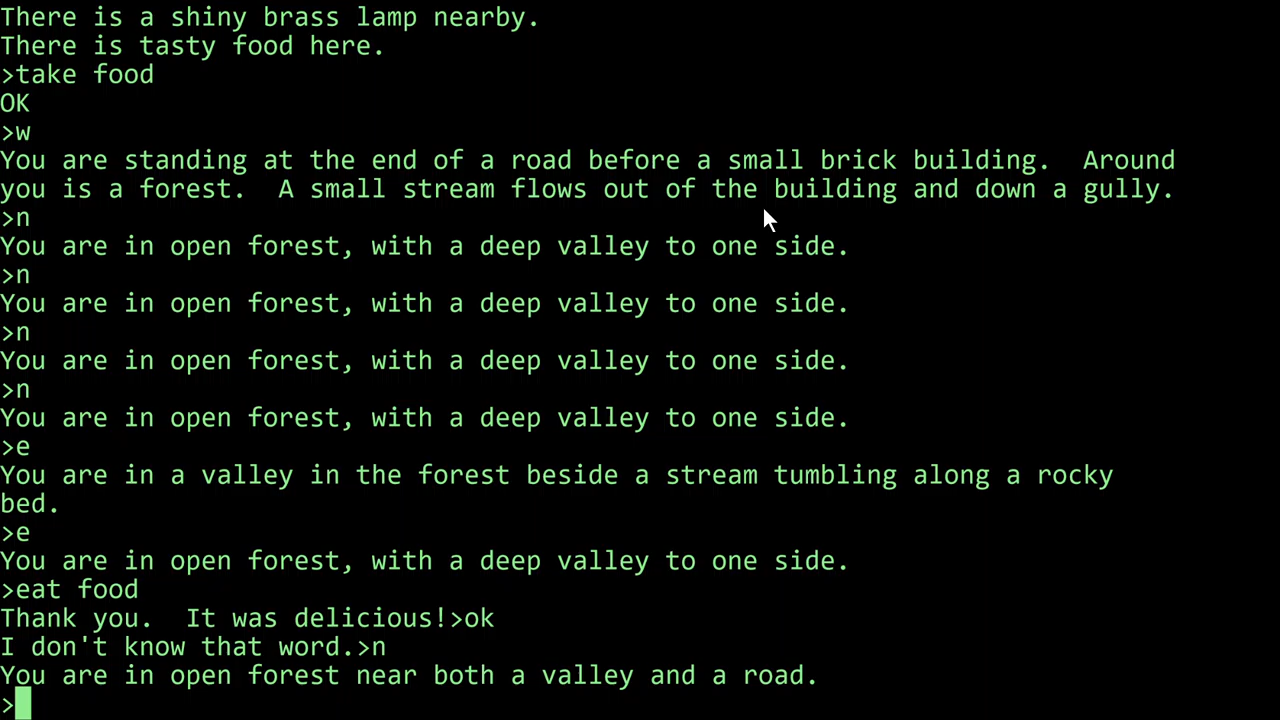 There is a shiny brass lamp nearby.
There is tasty food here.
>take food
OK
>w
You are standing at the end of a road before a small brick building.  Around
you is a forest.  A small stream flows out of the building and down a gully.
>n
You are in open forest, with a deep valley to one side.
>n
You are in open forest, with a deep valley to one side.
>n
You are in open forest, with a deep valley to one side.
>n
You are in open forest, with a deep valley to one side.
>e
You are in a valley in the forest beside a stream tumbling along a rocky
bed.
>e
You are in open forest, with a deep valley to one side.
>eat food
Thank you.  It was delicious!>ok
I don't know that word.>n
You are in open forest near both a valley and a road.
>